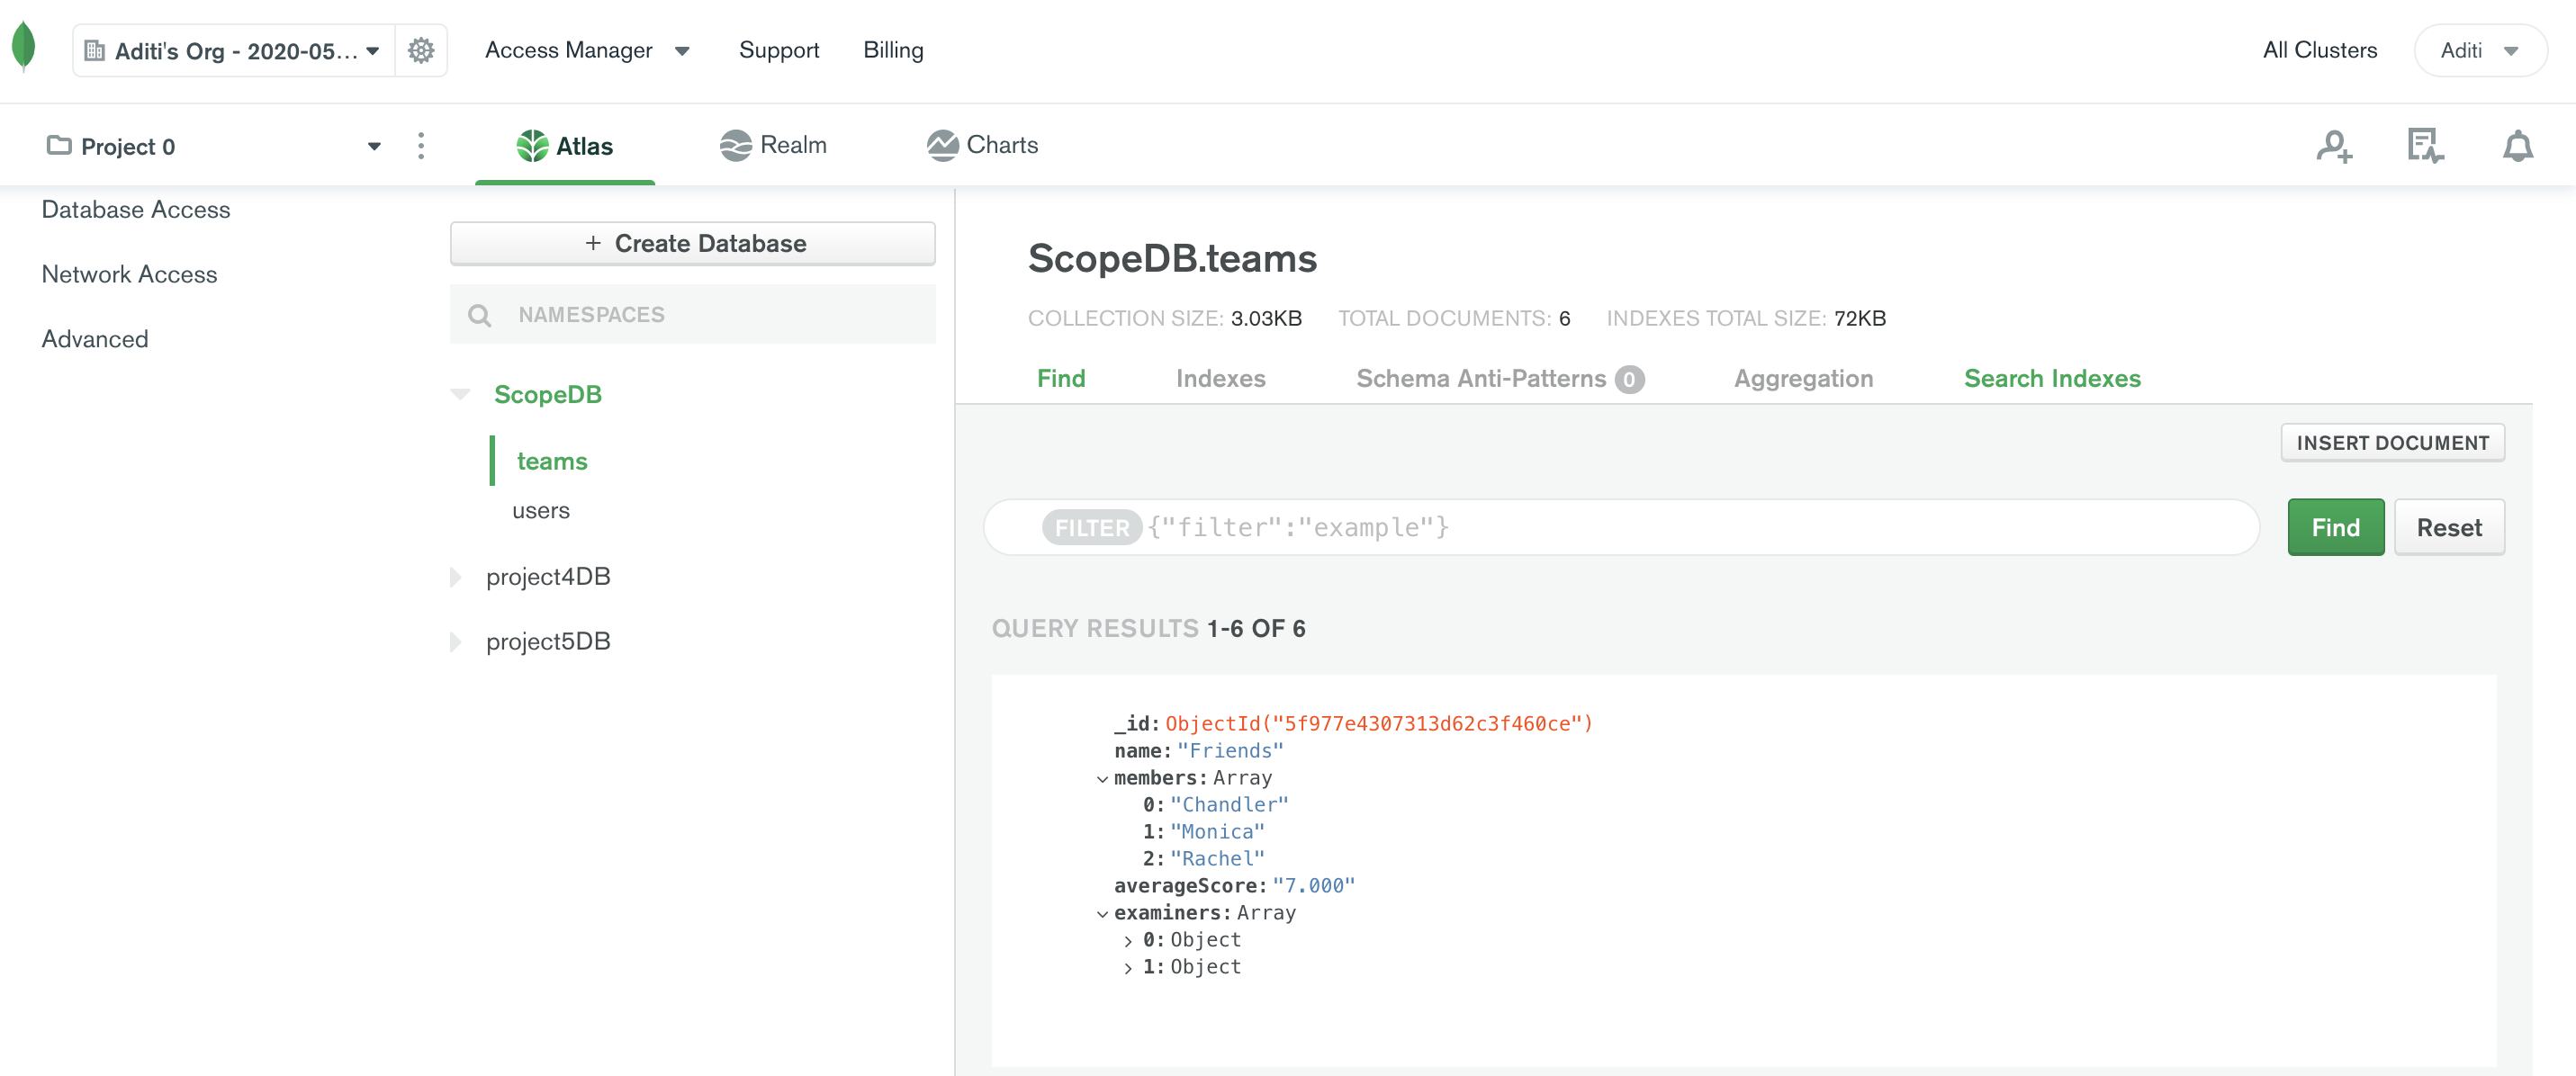 Aditi's Org - 2020-05...
Access Manager
Support
Billing
All Clusters
Aditi
Project 0
Atlas
Realm
Charts
Database Access
Network Access
Advanced
+ Create Database
NAMESPACES
ScopeDB
teams
users
project4DB
project5DB
ScopeDB.teams
COLLECTION SIZE: 3.03KB TOTAL DOCUMENTS: 6 INDEXES TOTAL SIZE: 72KB
Find Indexes Schema Anti-Patterns 0 Aggregation Search Indexes
INSERT DOCUMENT
FILTER {"filter":"example"}
Find
Reset
QUERY RESULTS 1-6 OF 6
_id: ObjectId("5f977e4307313d62c3f460ce")
name: "Friends"
members: Array
0: "Chandler"
1: "Monica"
2: "Rachel"
averageScore: "7.000"
examiners: Array
0: Object
1: Object